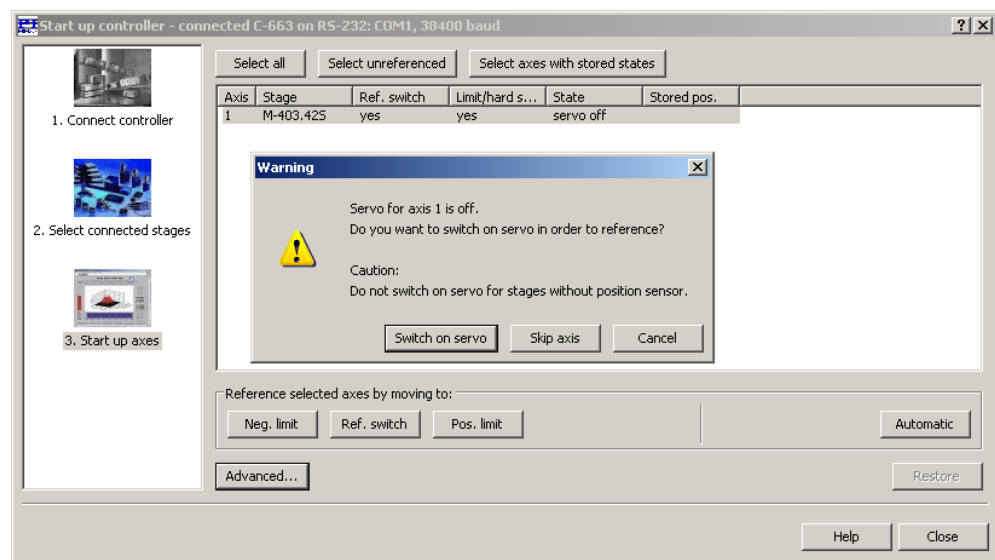 Start up controller - connected C-663 on RS-232: COM1, 38400 baud
1. Connect controller
2. Select connected stages
3. Start up axes
Select all Select unreferenced Select axes with stored states
Axis Stage Ref. switch Limit/hard s... State Stored pos.
1 M-403.42S yes yes servo off
Warning
Servo for axis 1 is off.
Do you want to switch on servo in order to reference?
Caution:
Do not switch on servo for stages without position sensor.
Switch on servo Skip axis Cancel
Reference selected axes by moving to:
Neg. limit Ref. switch Pos. limit Automatic
Advanced... Restore
Help Close